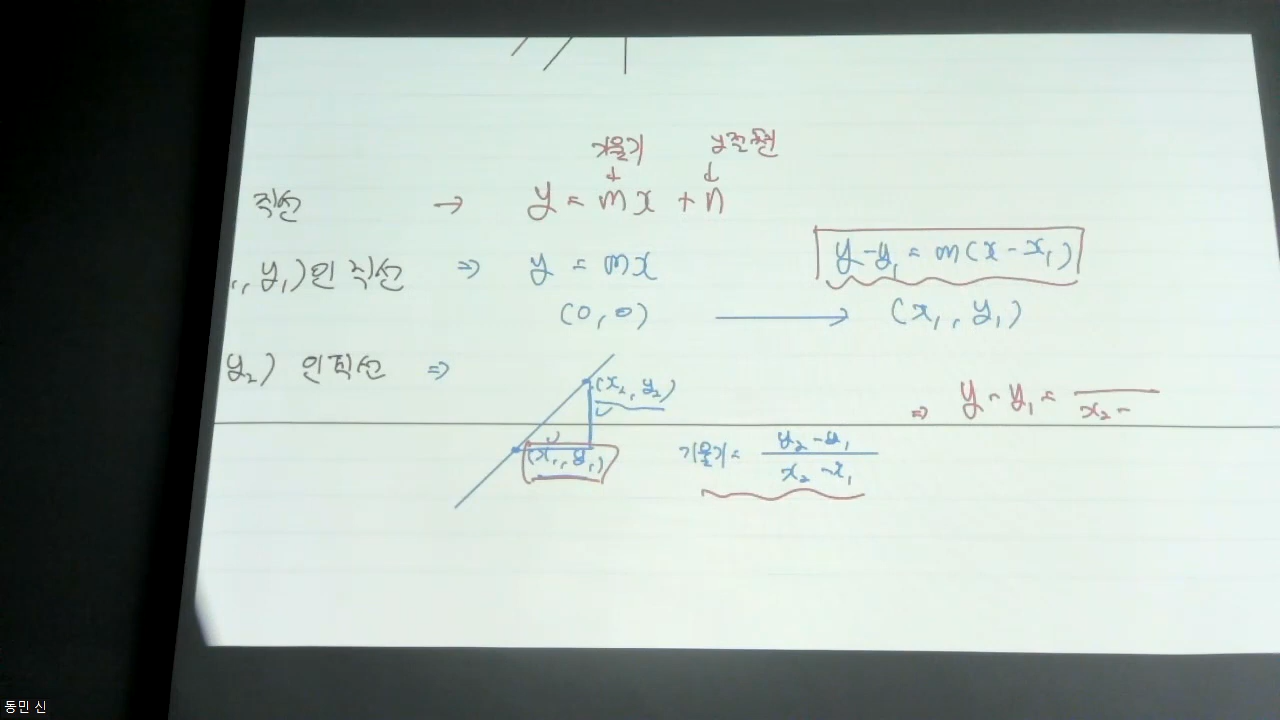 기울기 y절편
직선 → y = mx + n
, y₁)인 직선 ⇒ y = mx y-y₁ = m(x-x₁)
(0,0) → (x₁, y₁)
y₂) 인 직선 ⇒ (x₂, y₂) ⇒ y - y₁ = ─── x₂ -
(x₁, y₁) 기울기 = (y₂-y₁)/(x₂-x₁)
동민 신